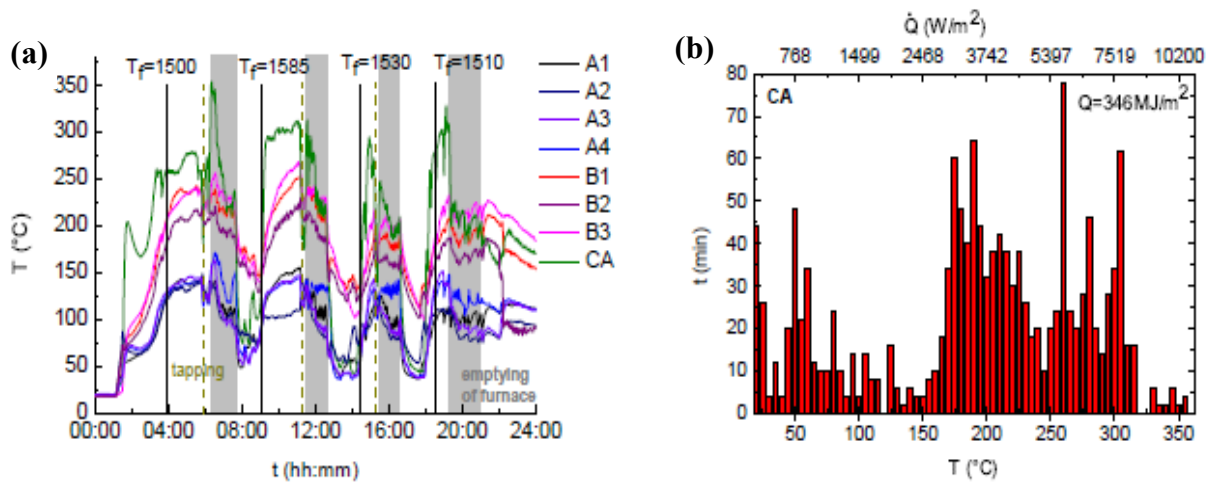 (a)
T_f=1500 T_f=1585 T_f=1530 T_f=1510
350
300
250
200
150
100
50
0
T (°C)
tapping
emptying
of furnace
00:00 04:00 08:00 12:00 16:00 20:00 24:00
t (hh:mm)
A1
A2
A3
A4
B1
B2
B3
CA
(b)
Q̇ (W/m²)
768 1499 2468 3742 5397 7519 10200
CA
Q=346MJ/m²
80
70
60
50
40
30
20
10
0
t (min)
50 100 150 200 250 300 350
T (°C)